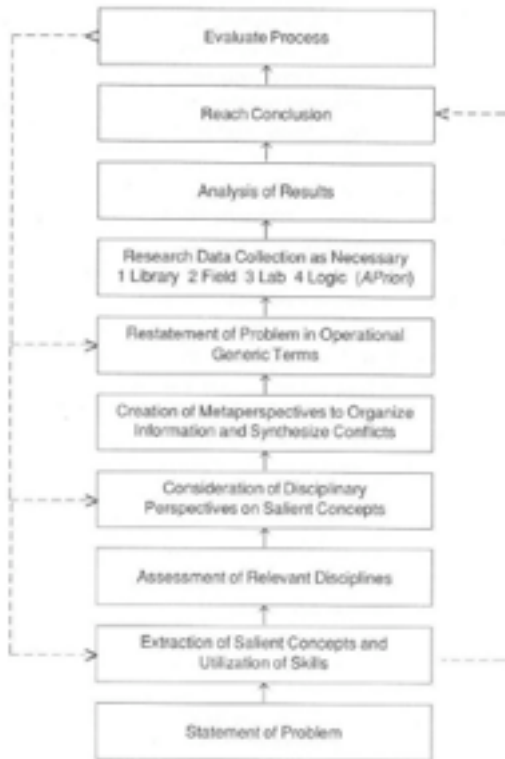 Evaluate Process
Reach Conclusion
Analysis of Results
Research Data Collection as Necessary
1 Library 2 Field 3 Lab 4 Logic (APriori)
Restatement of Problem in Operational
Generic Terms
Creation of Metaperspectives to Organize
Information and Synthesize Conflicts
Consideration of Disciplinary
Perspectives on Salient Concepts
Assessment of Relevant Disciplines
Extraction of Salient Concepts and
Utilization of Skills
Statement of Problem